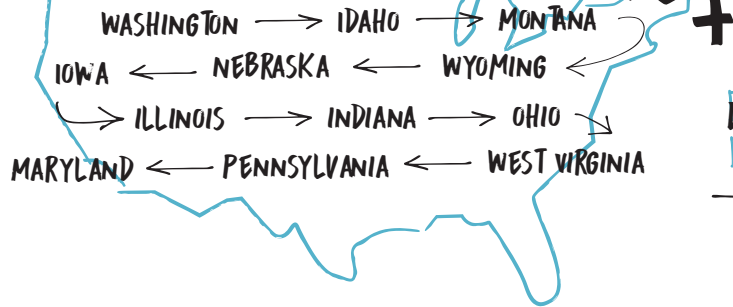 WASHINGTON → IDAHO → MONTANA
IOWA ← NEBRASKA ← WYOMING
ILLINOIS → INDIANA → OHIO
MARYLAND ← PENNSYLVANIA ← WEST VIRGINIA